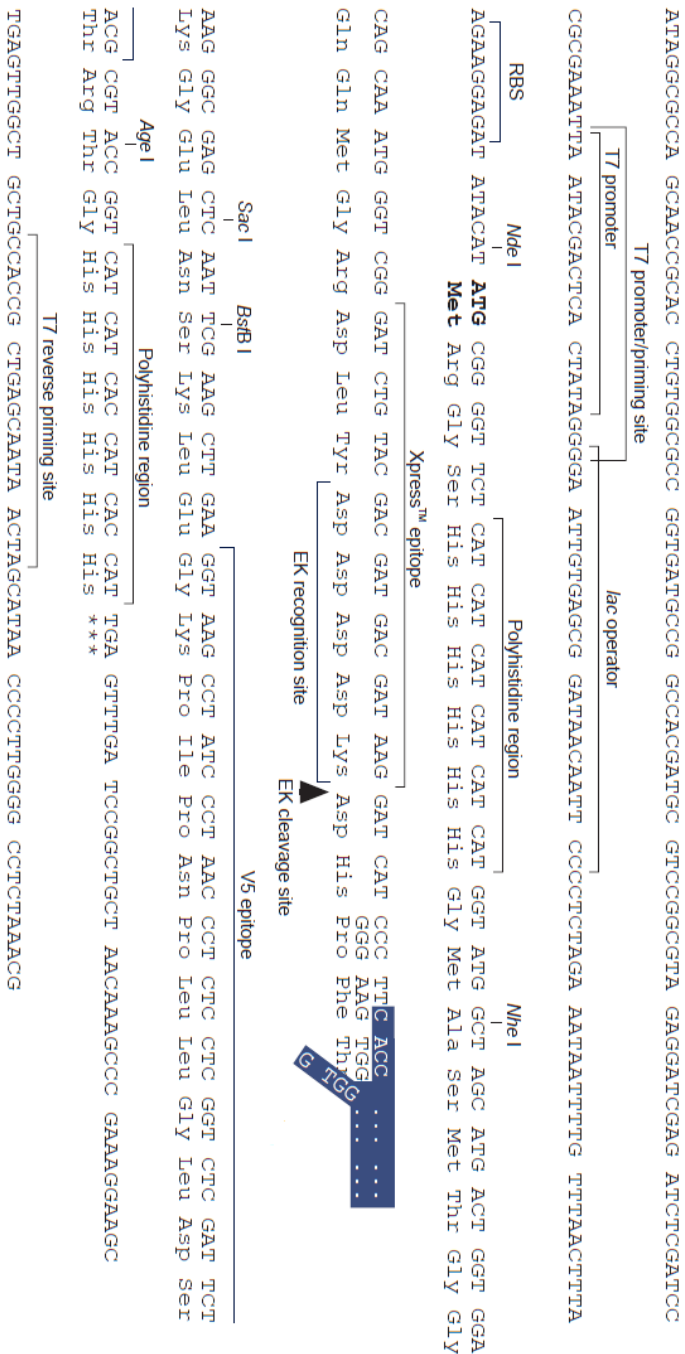 ATAGGCGCCA GCAACCGCAC CTGTGGCGCC GGTGATGCCG GCCACGATGC GTCCGGCGTA GAGGATCGAG ATCTCGATCC
T7 promoter/priming site
T7 promoter
lac operator
CGCGAAATTA ATACGACTCA CTATAGGGGA ATTGTGAGCG GATAACAATT CCCCTCTAGA AATAATTTTG TTTAACTTTA
RBS
Nde I
Polyhistidine region
Nhe I
AGAAGGAGAT ATACAT ATG CGG GGT TCT CAT CAT CAT CAT CAT CAT GGT ATG GCT AGC ATG ACT GGT GGA
Met Arg Gly Ser His His His His His His Gly Met Ala Ser Met Thr Gly Gly
Xpress™ epitope
CAG CAA ATG GGT CGG GAT CTG TAC GAC GAT GAC GAT AAG GAT CAT CCC TTC ACC ... ...
GGG AAG TGG ... ...
G TGG
Gln Gln Met Gly Arg Asp Leu Tyr Asp Asp Asp Asp Lys Asp His Pro Phe Thr
EK recognition site
EK cleavage site
Sac I
BstB I
V5 epitope
AAG GGC GAG CTC AAT TCG AAG CTT GAA GGT AAG CCT ATC CCT AAC CCT CTC CTC GGT CTC GAT TCT
Lys Gly Glu Leu Asn Ser Lys Leu Glu Gly Lys Pro Ile Pro Asn Pro Leu Leu Gly Leu Asp Ser
Age I
Polyhistidine region
ACG CGT ACC GGT CAT CAT CAC CAT CAC CAT TGA GTTTGA TCCGGCTGCT AACAAAGCCC GAAAGGAAGC
Thr Arg Thr Gly His His His His His His ***
T7 reverse priming site
TGAGTTGGCT GCTGCCACCG CTGAGCAATA ACTAGCATAA CCCCTTGGGG CCTCTAAACG